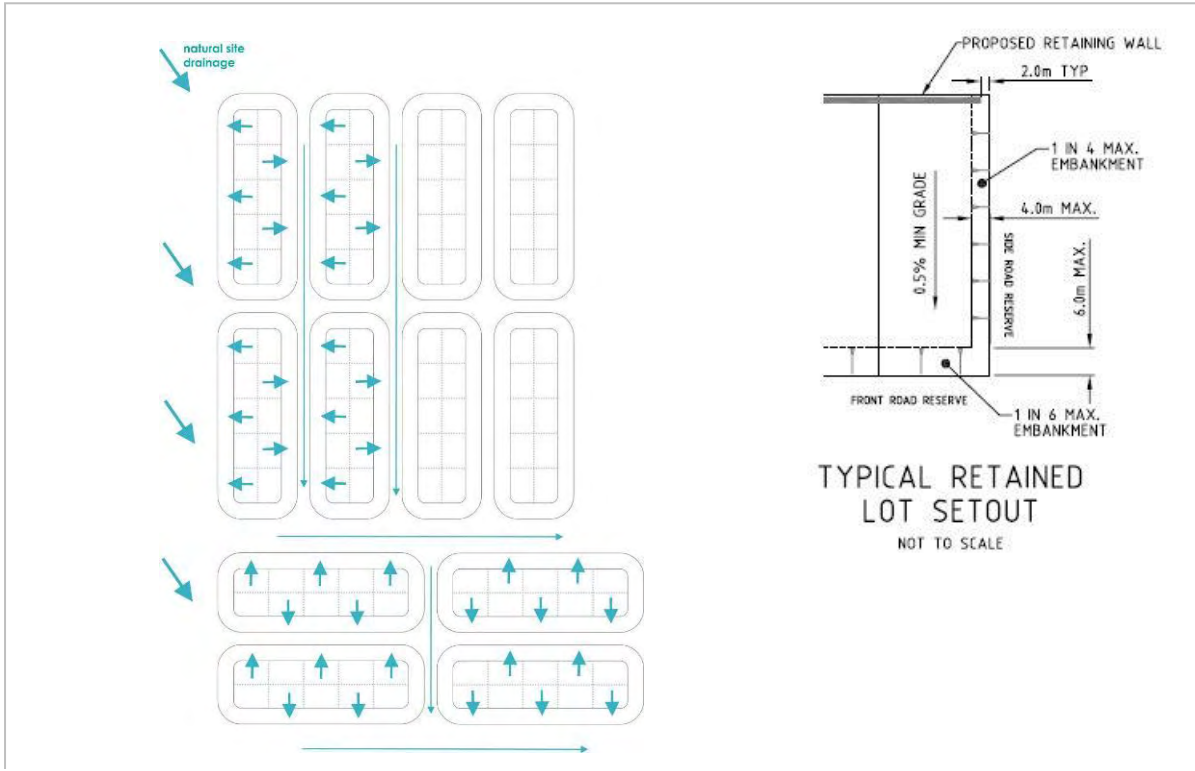 natural site
drainage
PROPOSED RETAINING WALL
2.0m TYP
1 IN 4 MAX.
EMBANKMENT
0.5% MIN GRADE
4.0m MAX.
SIDE ROAD RESERVE
6.0m MAX.
FRONT ROAD RESERVE
1 IN 6 MAX.
EMBANKMENT
TYPICAL RETAINED
LOT SETOUT
NOT TO SCALE